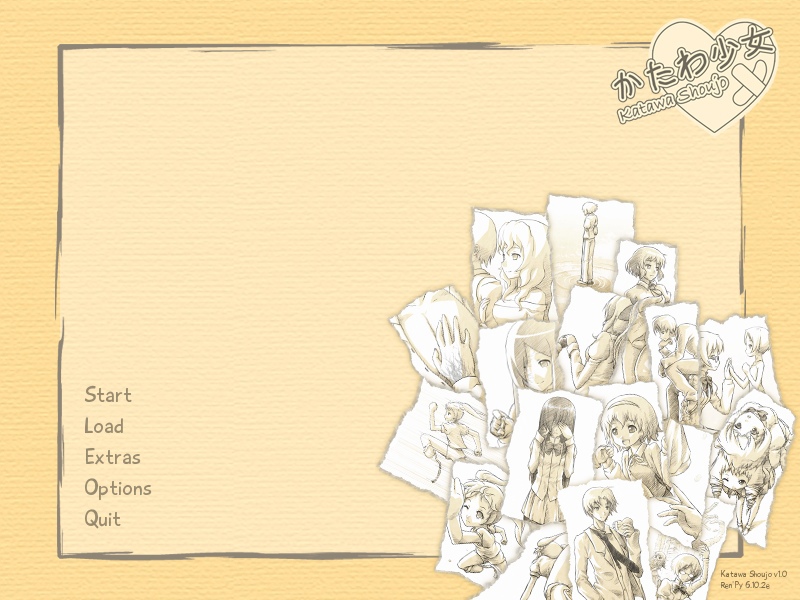 かたわ少女
Katawa Shoujo
Start
Load
Extras
Options
Quit
Katawa Shoujo v1.0
Ren'Py 6.10.2e